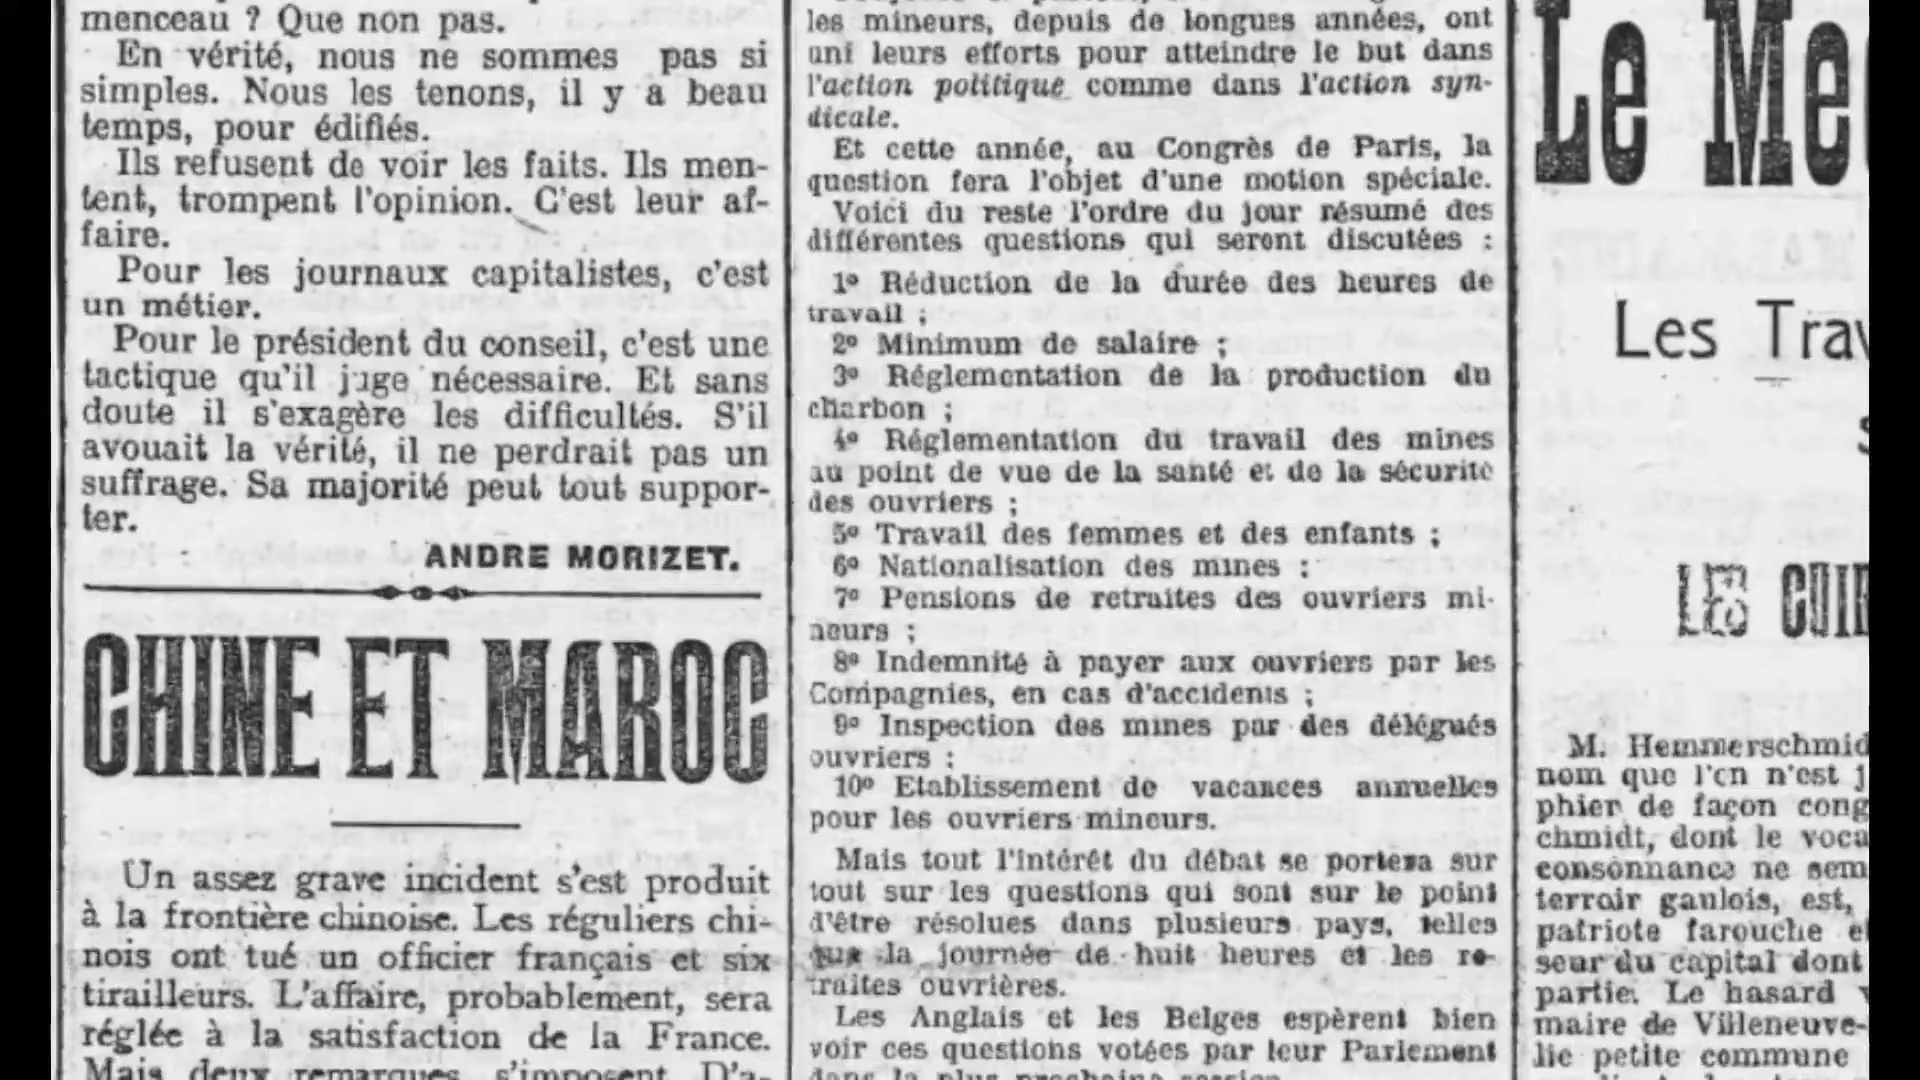 menceau ? Que non pas.
En vérité, nous ne sommes pas si
simples. Nous les tenons, il y a beau
temps, pour édifiés.
Ils refusent de voir les faits. Ils men-
tent, trompent l'opinion. C'est leur af-
faire.
Pour les journaux capitalistes, c'est
un métier.
Pour le président du conseil, c'est une
tactique qu'il juge nécessaire. Et sans
doute il s'exagère les difficultés. S'il
avouait la vérité, il ne perdrait pas un
suffrage. Sa majorité peut tout suppor-
ter.
ANDRE MORIZET.
CHINE ET MAROC
Un assez grave incident s'est produit
à la frontière chinoise. Les réguliers chi-
nois ont tué un officier français et six
tirailleurs. L'affaire, probablement, sera
réglée à la satisfaction de la France.
Mais deux remarques s'imposent. D'a-
les mineurs, depuis de longues années, ont
uni leurs efforts pour atteindre le but dans
l'action politique comme dans l'action syn-
dicale.
Et cette année, au Congrès de Paris, la
question fera l'objet d'une motion spéciale.
Voici du reste l'ordre du jour résumé des
différentes questions qui seront discutées :
1º Réduction de la durée des heures de
travail ;
2º Minimum de salaire ;
3º Réglementation de la production du
charbon ;
4º Réglementation du travail des mines
au point de vue de la santé et de la sécurité
des ouvriers ;
5º Travail des femmes et des enfants ;
6º Nationalisation des mines ;
7º Pensions de retraites des ouvriers mi-
neurs ;
8º Indemnité à payer aux ouvriers par les
Compagnies, en cas d'accidents ;
9º Inspection des mines par des délégués
ouvriers ;
10º Etablissement de vacances annuelles
pour les ouvriers mineurs.
Mais tout l'intérêt du débat se portera sur
tout sur les questions qui sont sur le point
d'être résolues dans plusieurs pays, telles
que la journée de huit heures et les re-
traites ouvrières.
Les Anglais et les Belges espèrent bien
voir ces questions votées par leur Parlement
dans la plus prochaine session.
Le Me
Les Trav
LES CUIR
M. Hemmerschmid
nom que l'on n'est j
phier de façon cong
chmidt, dont le voca
consonnance ne sem
terroir gaulois, est,
patriote farouche et
seur du capital dont
partie. Le hasard v
maire de Villeneuve-
lie petite commune